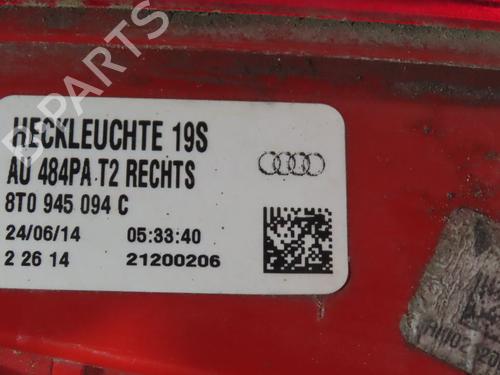 PARTS
HECKLEUCHTE 19S
AU 484PA T2 RECHTS
8T0 945 094 C
24/06/14 05:33:40
2 26 14 21200206